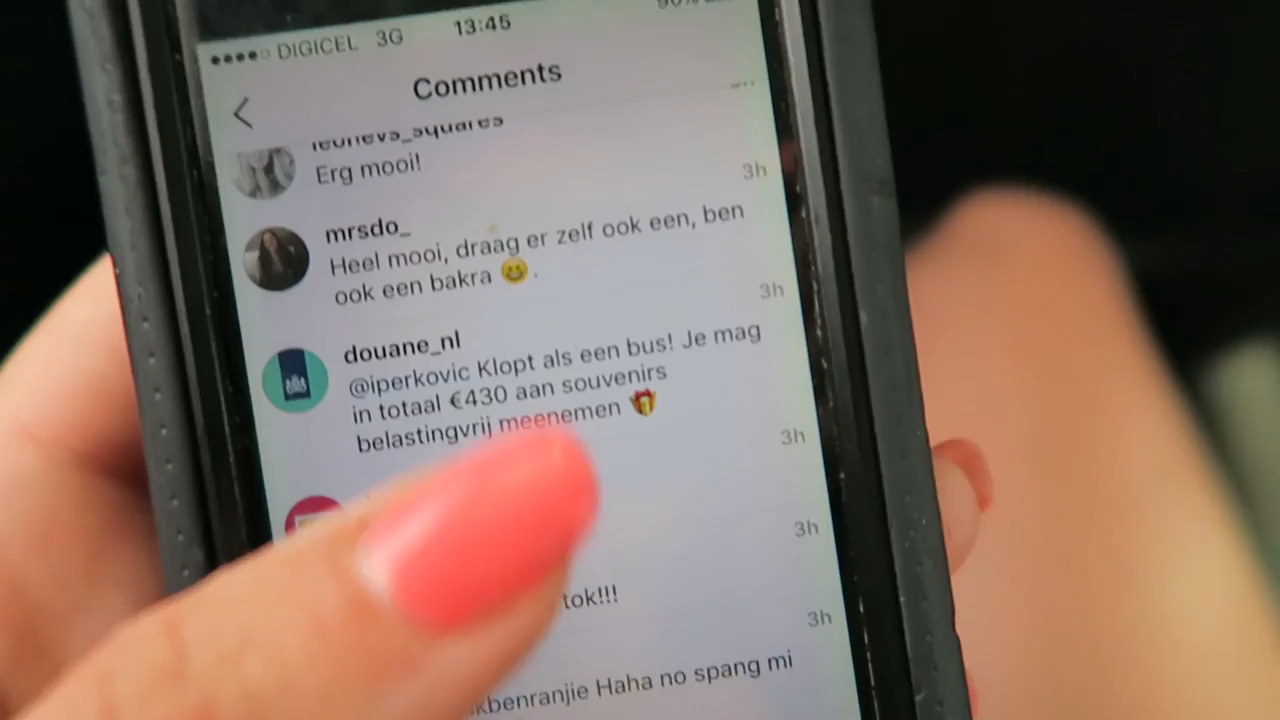 DIGICEL 3G 13:45
Comments
Erg mooi!
3h
mrsdo_
Heel mooi, draag er zelf ook een, ben
ook een bakra 😀.
3h
douane_nl
@iperkovic Klopt als een bus! Je mag
in totaal €430 aan souvenirs
belastingvrij meenemen 🎁
3h
3h
tok!!!
3h
kbenranjie Haha no spang mi